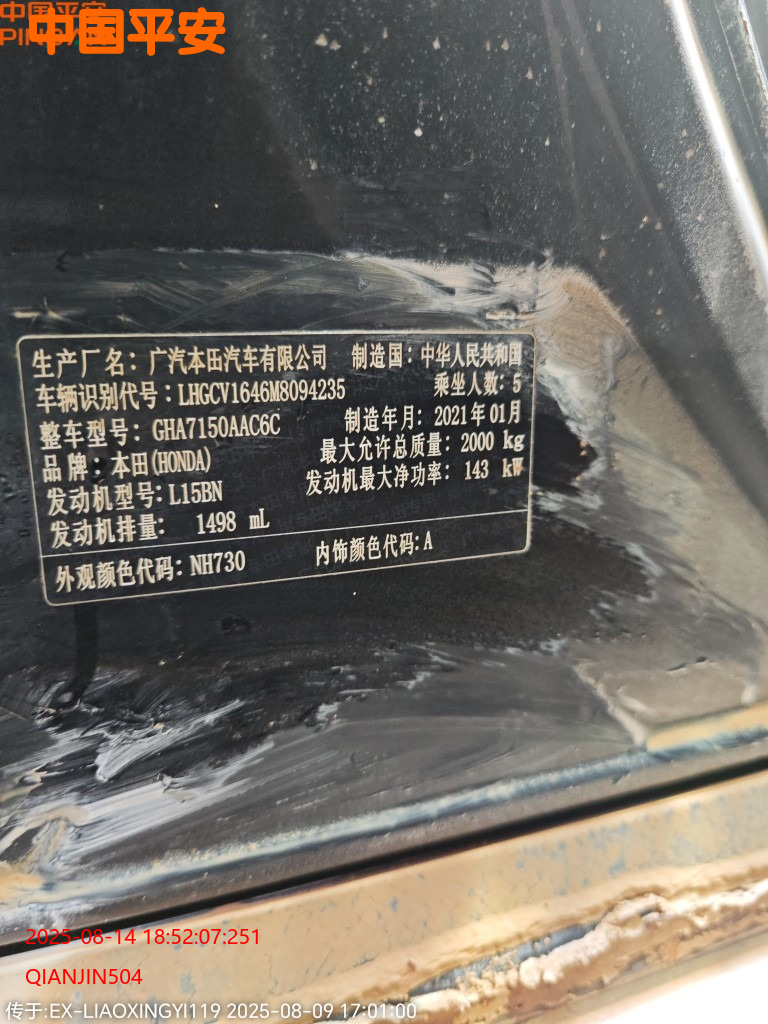 中国平安
中国平安
生产厂名：广汽本田汽车有限公司 制造国：中华人民共和国
车辆识别代号：LHGCV1646M8094235 乘坐人数：5
整车型号：GHA7150AAC6C 制造年月：2021年01月
品牌：本田(HONDA) 最大允许总质量：2000 kg
发动机型号：L15BN 发动机最大净功率：143 kW
发动机排量：1498 mL
外观颜色代码：NH730 内饰颜色代码：A
2025-08-14 18:52:07:251
QIANJIN504
传于:EX-LIAOXINGYI119 2025-08-09 17:01:00